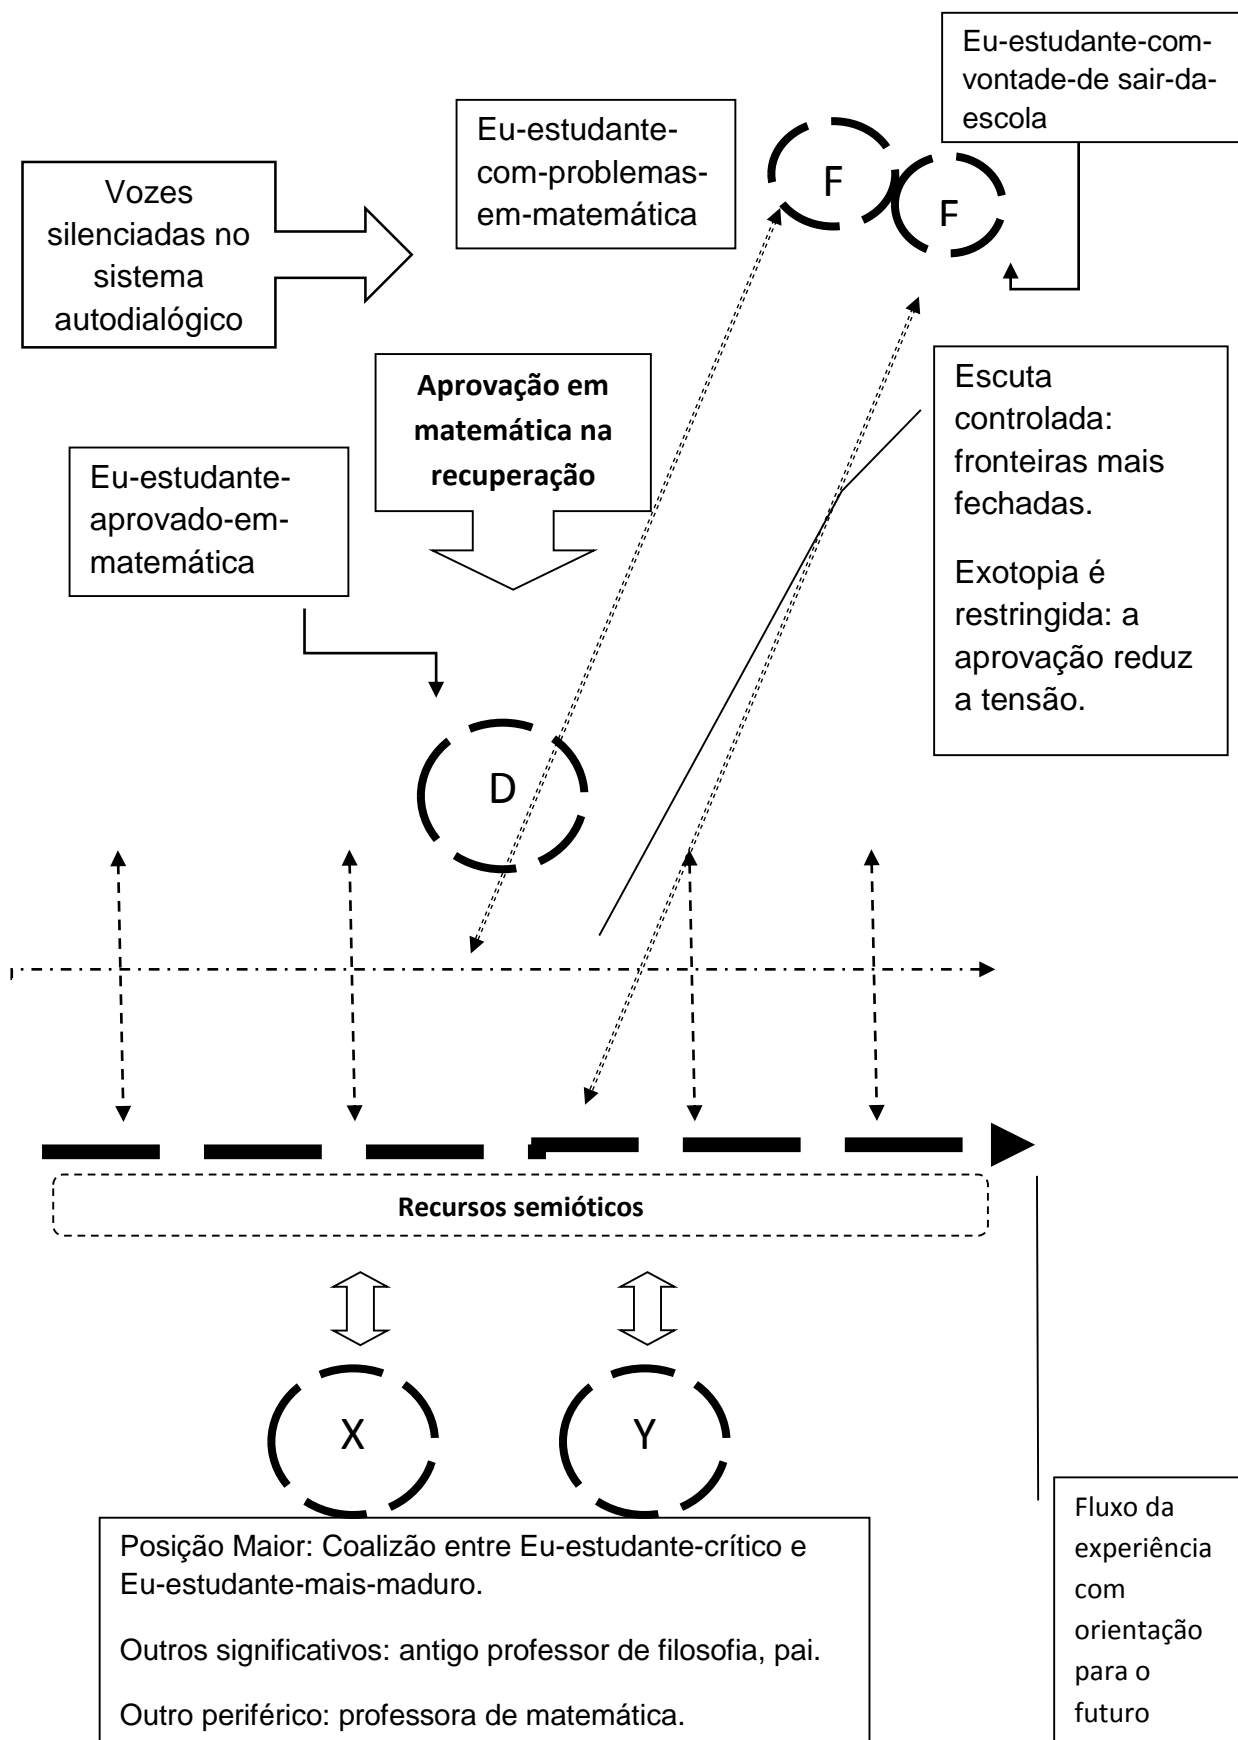 Eu-estudante-com-
vontade-de sair-da-
escola
Eu-estudante-
com-problemas-
em-matemática
F
F
Vozes
silenciadas no
sistema
autodialógico
Aprovação em
matemática na
recuperação
Escuta
controlada:
fronteiras mais
fechadas.
Exotopia é
restringida: a
aprovação reduz
a tensão.
Eu-estudante-
aprovado-em-
matemática
D
Recursos semióticos
X
Y
Posição Maior: Coalizão entre Eu-estudante-crítico e
Eu-estudante-mais-maduro.
Outros significativos: antigo professor de filosofia, pai.
Outro periférico: professora de matemática.
Fluxo da
experiência
com
orientação
para o
futuro